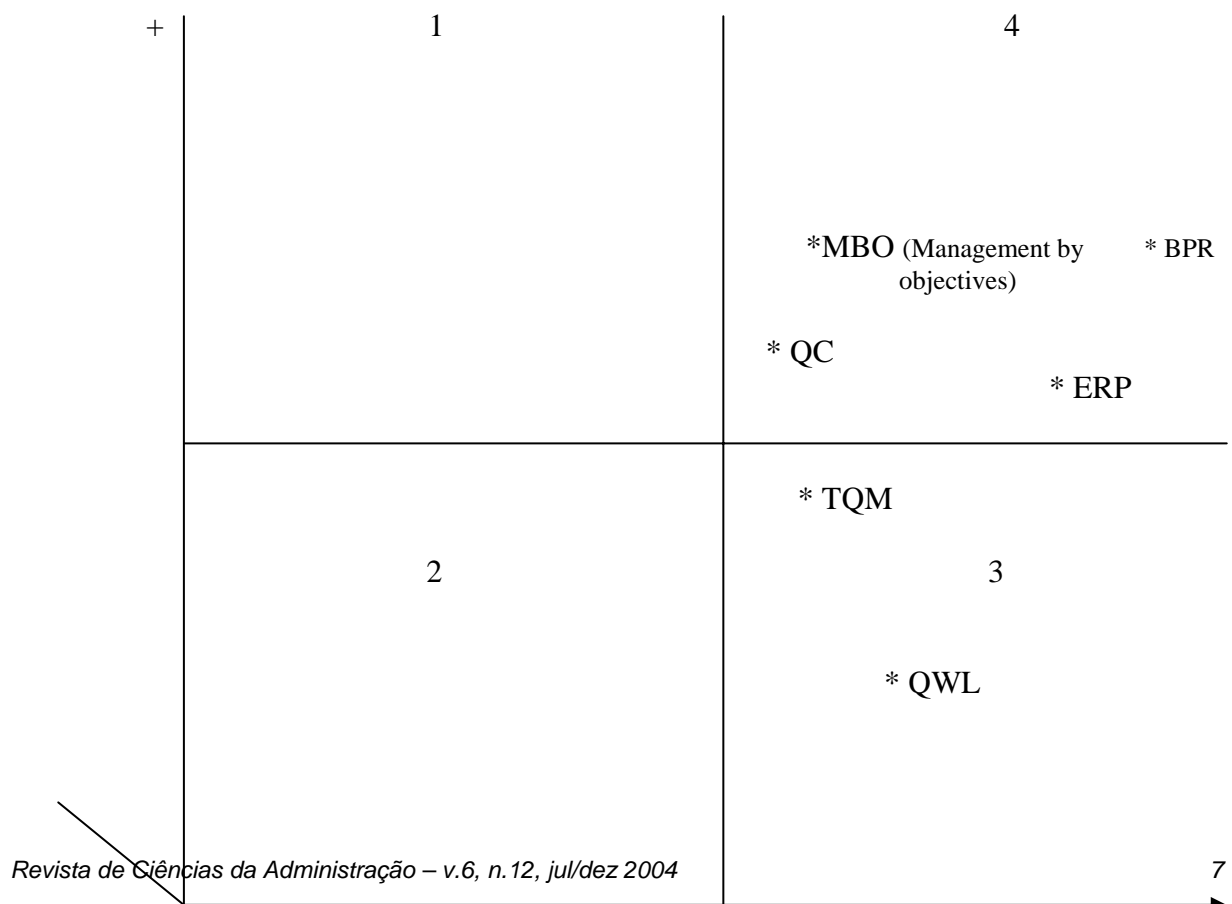 + 1 4
*MBO (Management by objectives) * BPR
* QC
* ERP
* TQM
2 3
* QWL
Revista de Ciências da Administração – v.6, n.12, jul/dez 2004 7